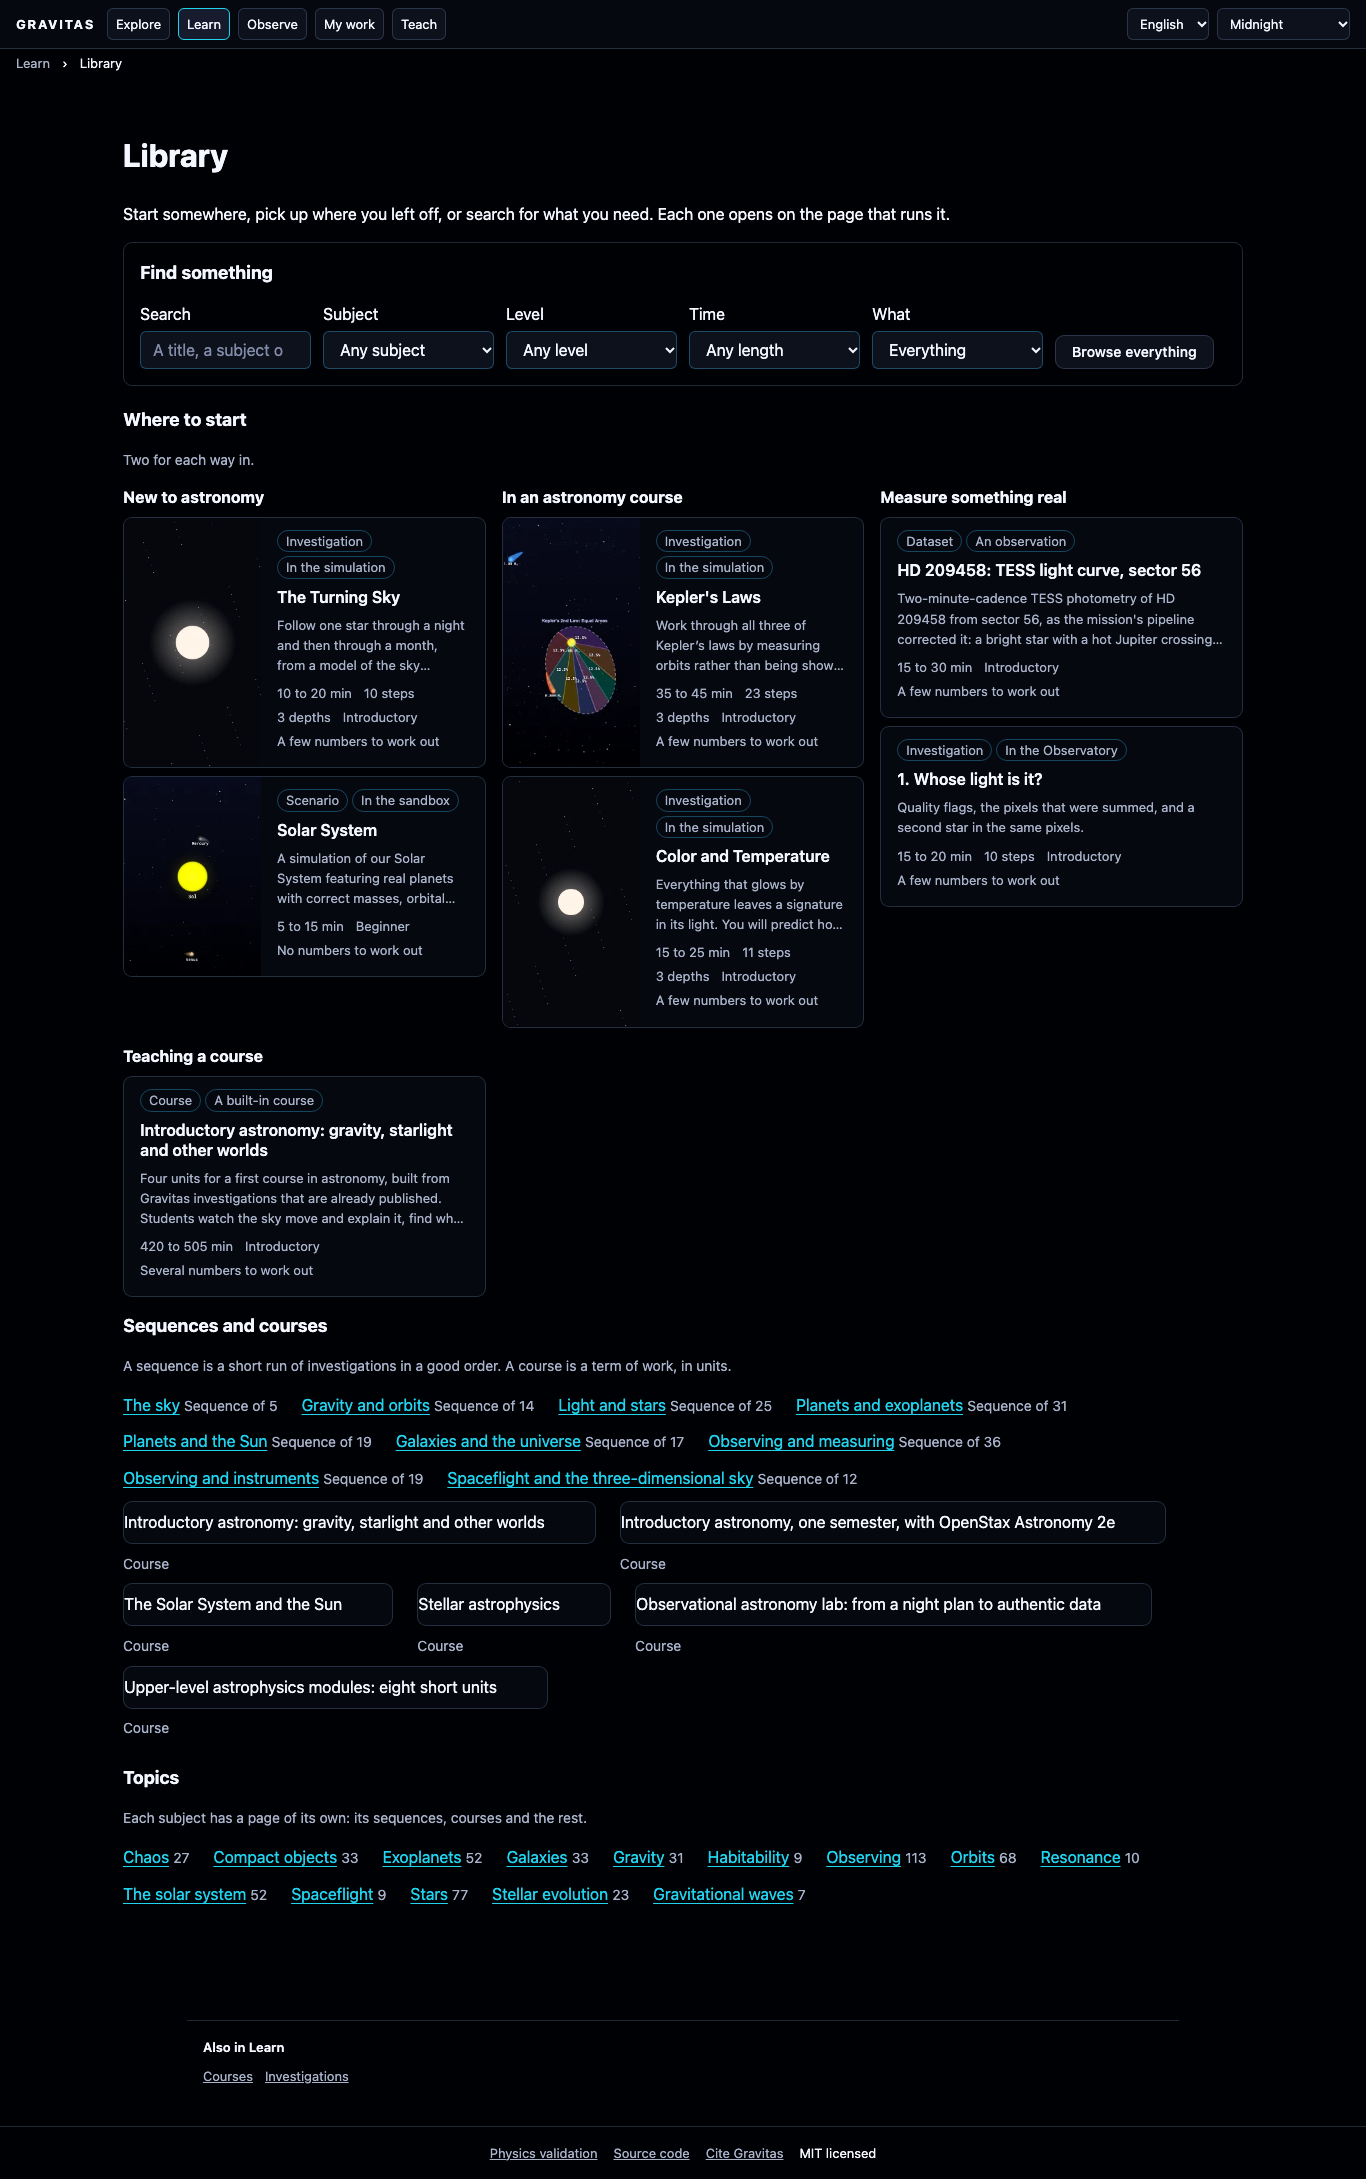 GRAVITAS Explore Learn Observe My work Teach English Midnight
Learn › Library
Library
Start somewhere, pick up where you left off, or search for what you need. Each one opens on the page that runs it.
Find something
Search Subject Level Time What
A title, a subject o Any subject Any level Any length Everything Browse everything
Where to start
Two for each way in.
New to astronomy
Investigation
In the simulation
The Turning Sky
Follow one star through a night
and then through a month,
from a model of the sky...
10 to 20 min 10 steps
3 depths Introductory
A few numbers to work out
Mercury
Sol
Venus
Scenario In the sandbox
Solar System
A simulation of our Solar
System featuring real planets
with correct masses, orbital...
5 to 15 min Beginner
No numbers to work out
In an astronomy course
Kepler's 2nd Law: Equal Areas
Investigation
In the simulation
Kepler's Laws
Work through all three of
Kepler's laws by measuring
orbits rather than being show...
35 to 45 min 23 steps
3 depths Introductory
A few numbers to work out
Investigation
In the simulation
Color and Temperature
Everything that glows by
temperature leaves a signature
in its light. You will predict ho...
15 to 25 min 11 steps
3 depths Introductory
A few numbers to work out
Measure something real
Dataset An observation
HD 209458: TESS light curve, sector 56
Two-minute-cadence TESS photometry of HD
209458 from sector 56, as the mission's pipeline
corrected it: a bright star with a hot Jupiter crossing...
15 to 30 min Introductory
A few numbers to work out
Investigation In the Observatory
1. Whose light is it?
Quality flags, the pixels that were summed, and a
second star in the same pixels.
15 to 20 min 10 steps Introductory
A few numbers to work out
Teaching a course
Course A built-in course
Introductory astronomy: gravity, starlight
and other worlds
Four units for a first course in astronomy, built from
Gravitas investigations that are already published.
Students watch the sky move and explain it, find wh...
420 to 505 min Introductory
Several numbers to work out
Sequences and courses
A sequence is a short run of investigations in a good order. A course is a term of work, in units.
The sky Sequence of 5 Gravity and orbits Sequence of 14 Light and stars Sequence of 25 Planets and exoplanets Sequence of 31
Planets and the Sun Sequence of 19 Galaxies and the universe Sequence of 17 Observing and measuring Sequence of 36
Observing and instruments Sequence of 19 Spaceflight and the three-dimensional sky Sequence of 12
Introductory astronomy: gravity, starlight and other worlds Introductory astronomy, one semester, with OpenStax Astronomy 2e
Course Course
The Solar System and the Sun Stellar astrophysics Observational astronomy lab: from a night plan to authentic data
Course Course Course
Upper-level astrophysics modules: eight short units
Course
Topics
Each subject has a page of its own: its sequences, courses and the rest.
Chaos 27 Compact objects 33 Exoplanets 52 Galaxies 33 Gravity 31 Habitability 9 Observing 113 Orbits 68 Resonance 10
The solar system 52 Spaceflight 9 Stars 77 Stellar evolution 23 Gravitational waves 7
Also in Learn
Courses Investigations
Physics validation Source code Cite Gravitas MIT licensed